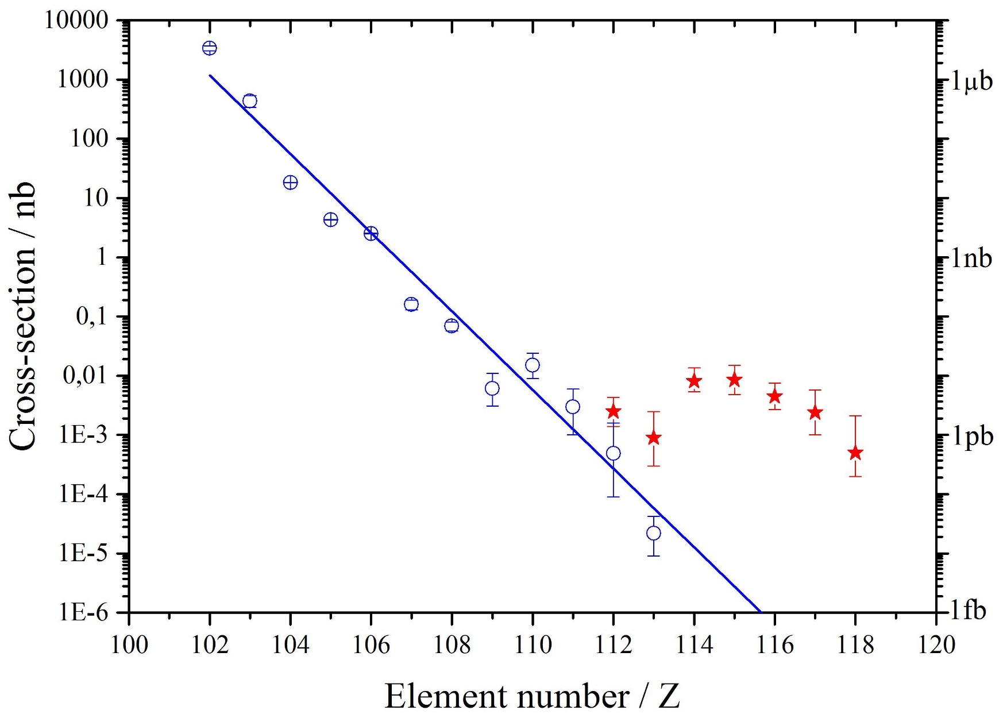 10000
1000
100
10
1
0,1
0,01
1E-3
1E-4
1E-5
1E-6
Cross-section / nb
1µb
1nb
1pb
1fb
100 102 104 106 108 110 112 114 116 118 120
Element number / Z